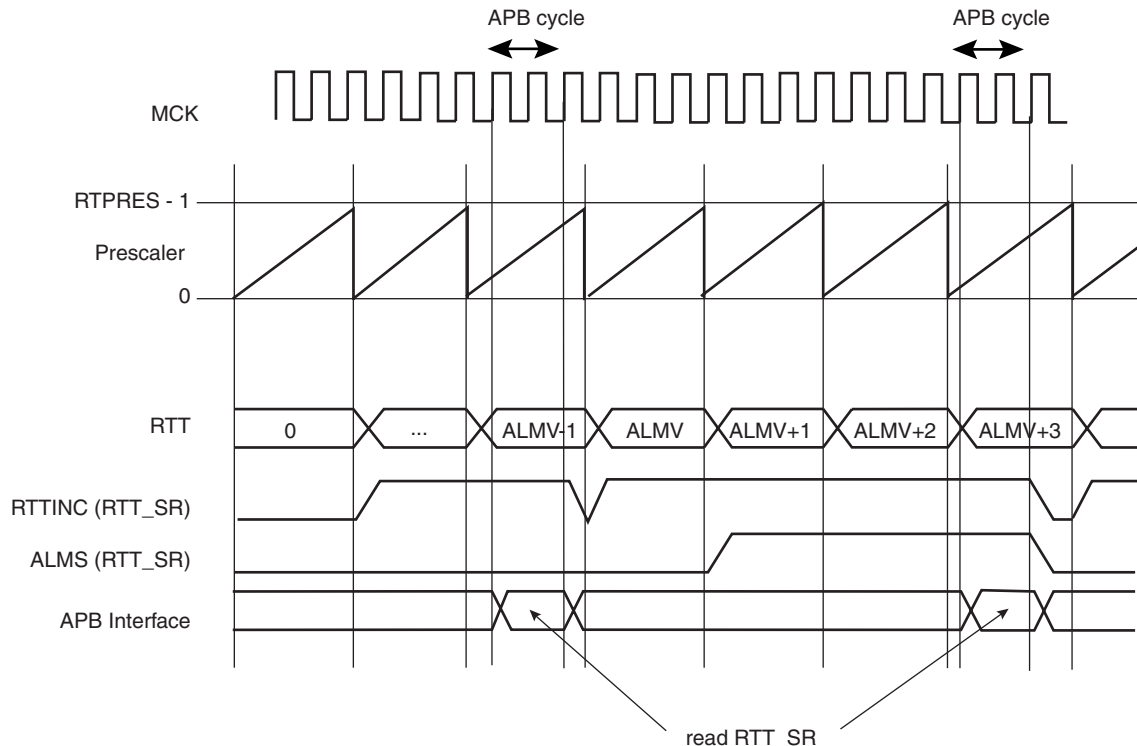 APB cycle
APB cycle
MCK
RTPRES - 1
Prescaler
0
RTT
0
...
ALMV-1
ALMV
ALMV+1
ALMV+2
ALMV+3
RTTINC (RTT_SR)
ALMS (RTT_SR)
APB Interface
read RTT_SR